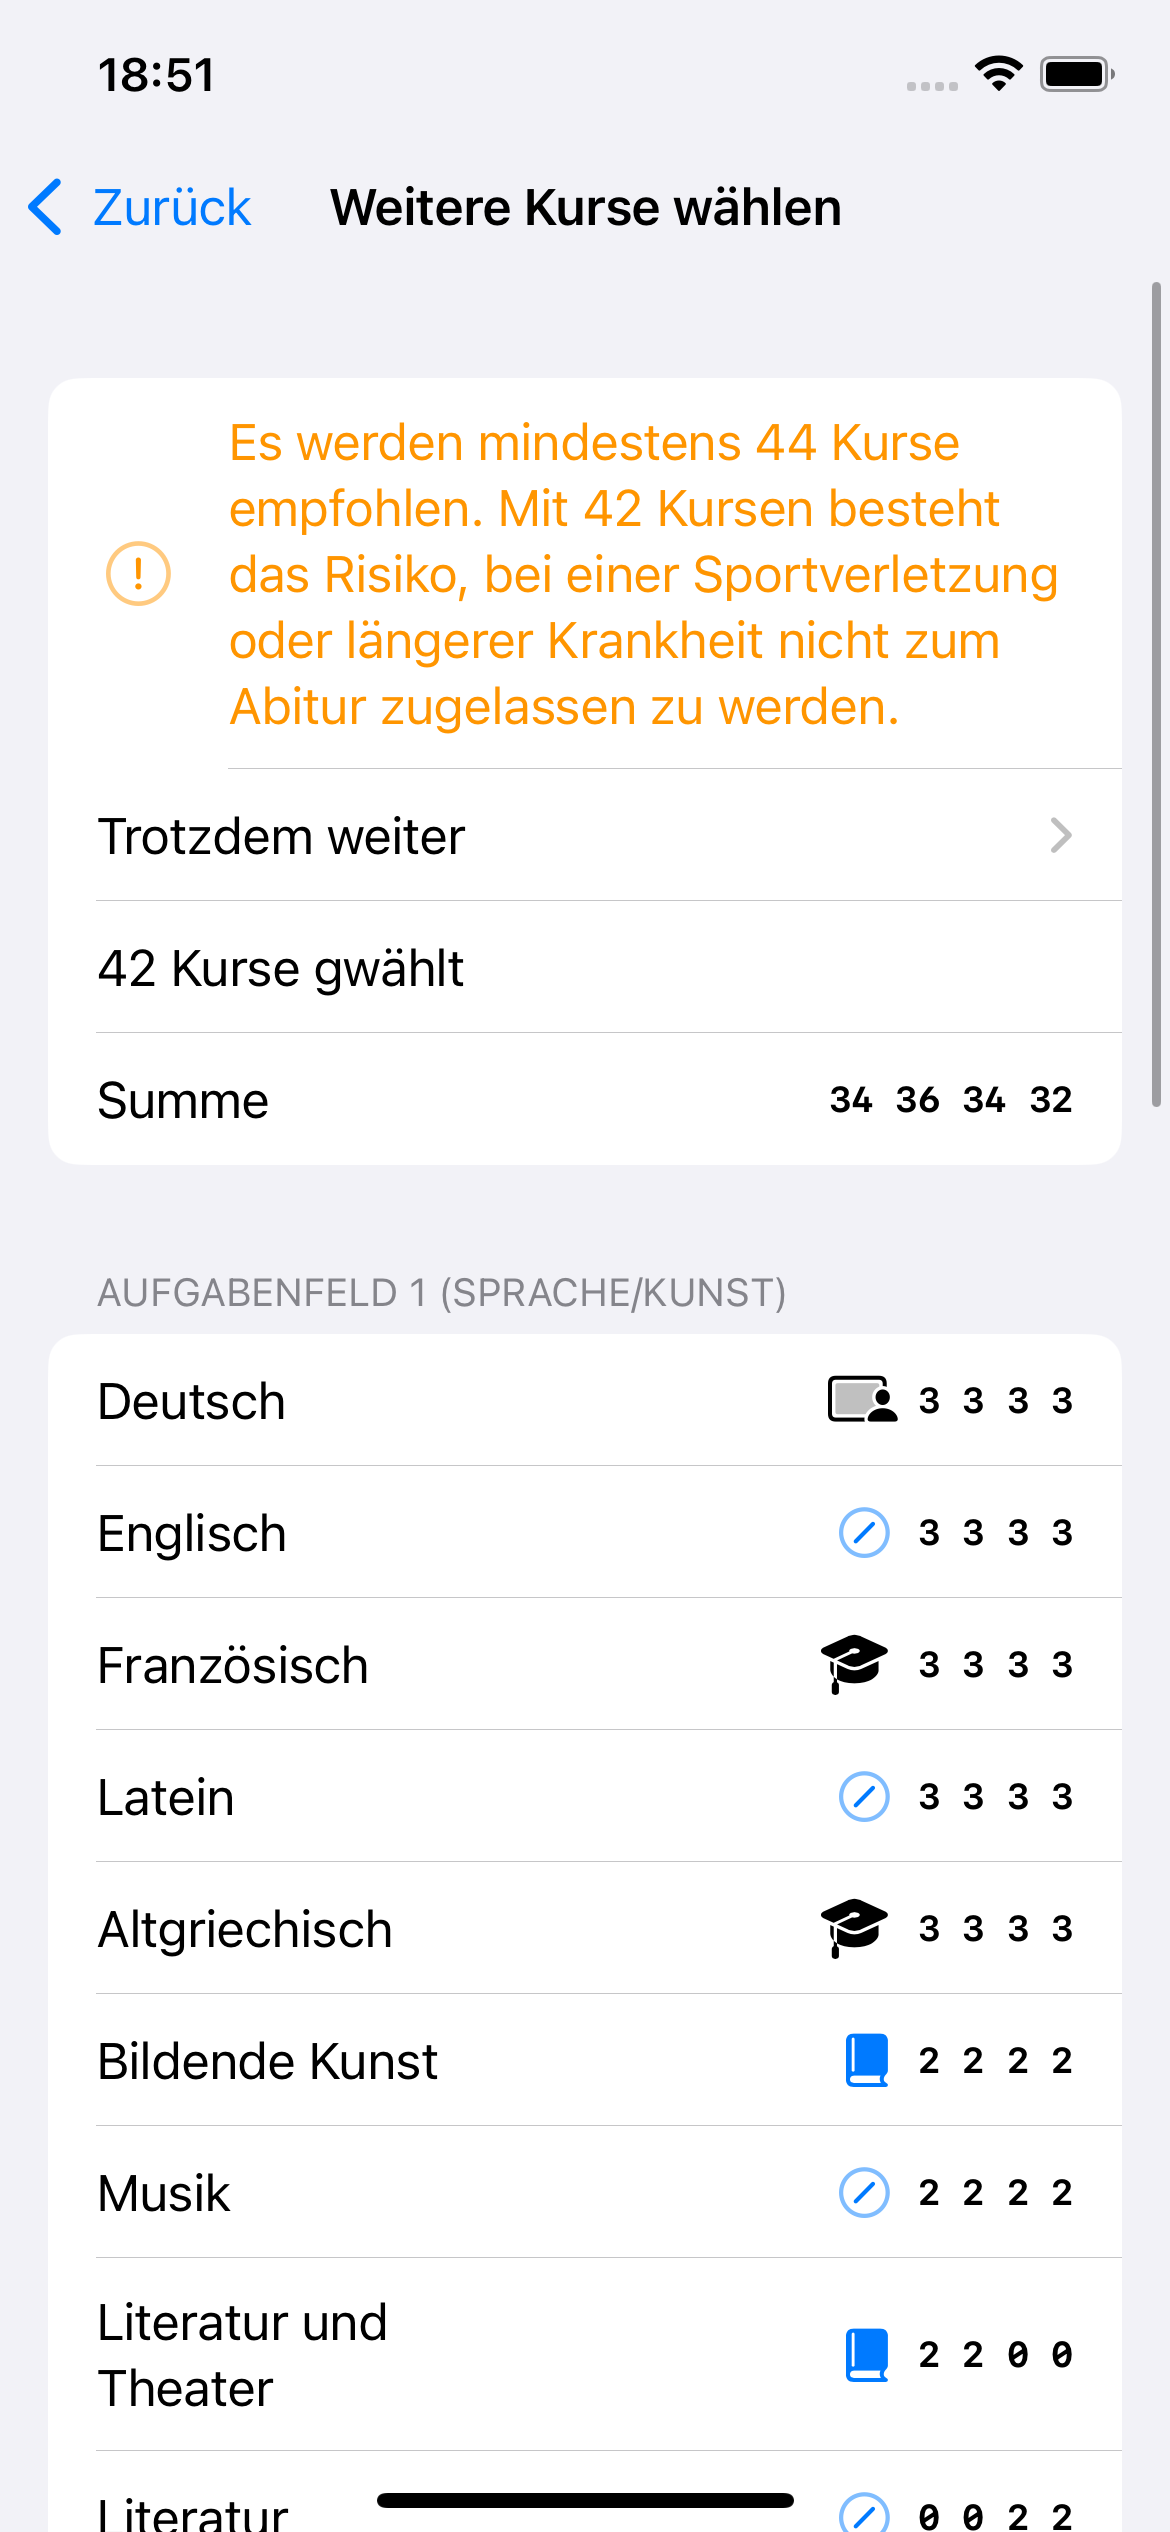 18:51
Zurück
Weitere Kurse wählen
Es werden mindestens 44 Kurse
empfohlen. Mit 42 Kursen besteht
das Risiko, bei einer Sportverletzung
oder längerer Krankheit nicht zum
Abitur zugelassen zu werden.
Trotzdem weiter
42 Kurse gwählt
Summe 34 36 34 32
AUFGABENFELD 1 (SPRACHE/KUNST)
Deutsch 3 3 3 3
Englisch 3 3 3 3
Französisch 3 3 3 3
Latein 3 3 3 3
Altgriechisch 3 3 3 3
Bildende Kunst 2 2 2 2
Musik 2 2 2 2
Literatur und
Theater 2 2 0 0
Literatur 0 0 2 2